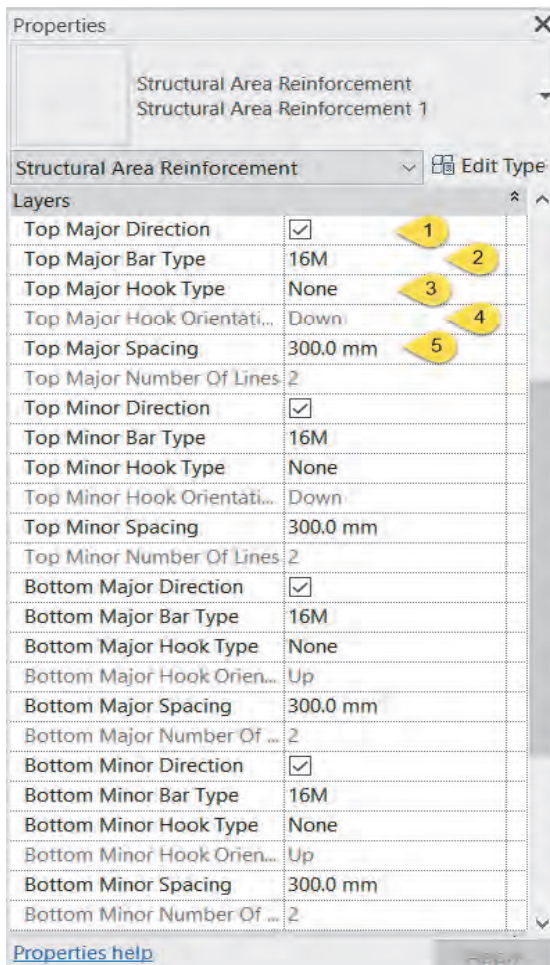 Properties
Structural Area Reinforcement
Structural Area Reinforcement 1
Structural Area Reinforcement Edit Type
Layers
Top Major Direction 1
Top Major Bar Type 16M 2
Top Major Hook Type None 3
Top Major Hook Orientati... Down 4
Top Major Spacing 300.0 mm 5
Top Major Number Of Lines 2
Top Minor Direction
Top Minor Bar Type 16M
Top Minor Hook Type None
Top Minor Hook Orientati... Down
Top Minor Spacing 300.0 mm
Top Minor Number Of Lines 2
Bottom Major Direction
Bottom Major Bar Type 16M
Bottom Major Hook Type None
Bottom Major Hook Orien... Up
Bottom Major Spacing 300.0 mm
Bottom Major Number Of ... 2
Bottom Minor Direction
Bottom Minor Bar Type 16M
Bottom Minor Hook Type None
Bottom Minor Hook Orien... Up
Bottom Minor Spacing 300.0 mm
Bottom Minor Number Of ... 2
Properties help